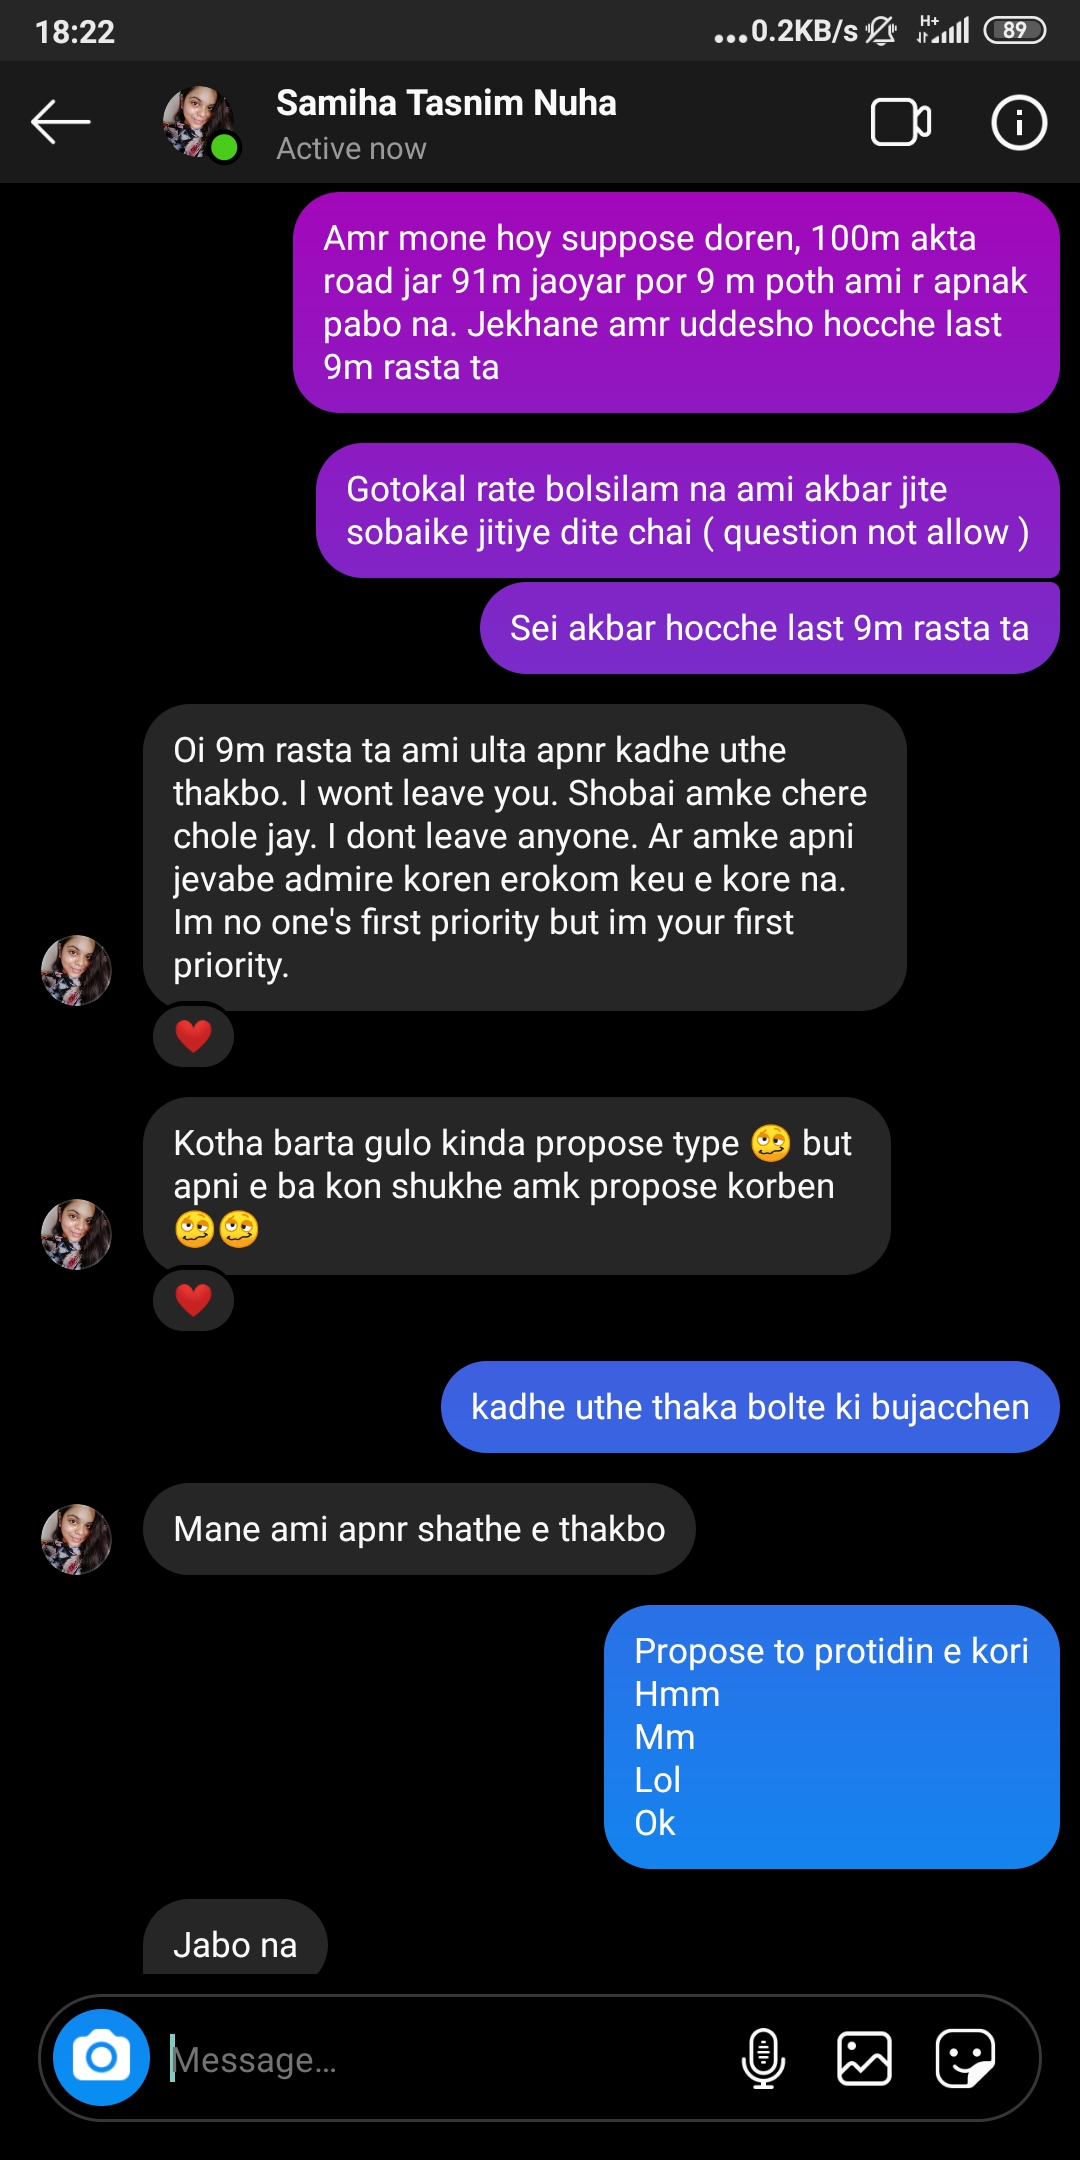 18:22
...0.2KB/s H+ 89
Samiha Tasnim Nuha
Active now
Amr mone hoy suppose doren, 100m akta
road jar 91m jaoyar por 9 m poth ami r apnak
pabo na. Jekhane amr uddesho hocche last
9m rasta ta
Gotokal rate bolsilam na ami akbar jite
sobaike jitiye dite chai ( question not allow )
Sei akbar hocche last 9m rasta ta
Oi 9m rasta ta ami ulta apnr kadhe uthe
thakbo. I wont leave you. Shobai amke chere
chole jay. I dont leave anyone. Ar amke apni
jevabe admire koren erokom keu e kore na.
Im no one's first priority but im your first
priority.
❤️
Kotha barta gulo kinda propose type 🥴 but
apni e ba kon shukhe amk propose korben
🥴🥴
❤️
kadhe uthe thaka bolte ki bujacchen
Mane ami apnr shathe e thakbo
Propose to protidin e kori
Hmm
Mm
Lol
Ok
Jabo na
Message...